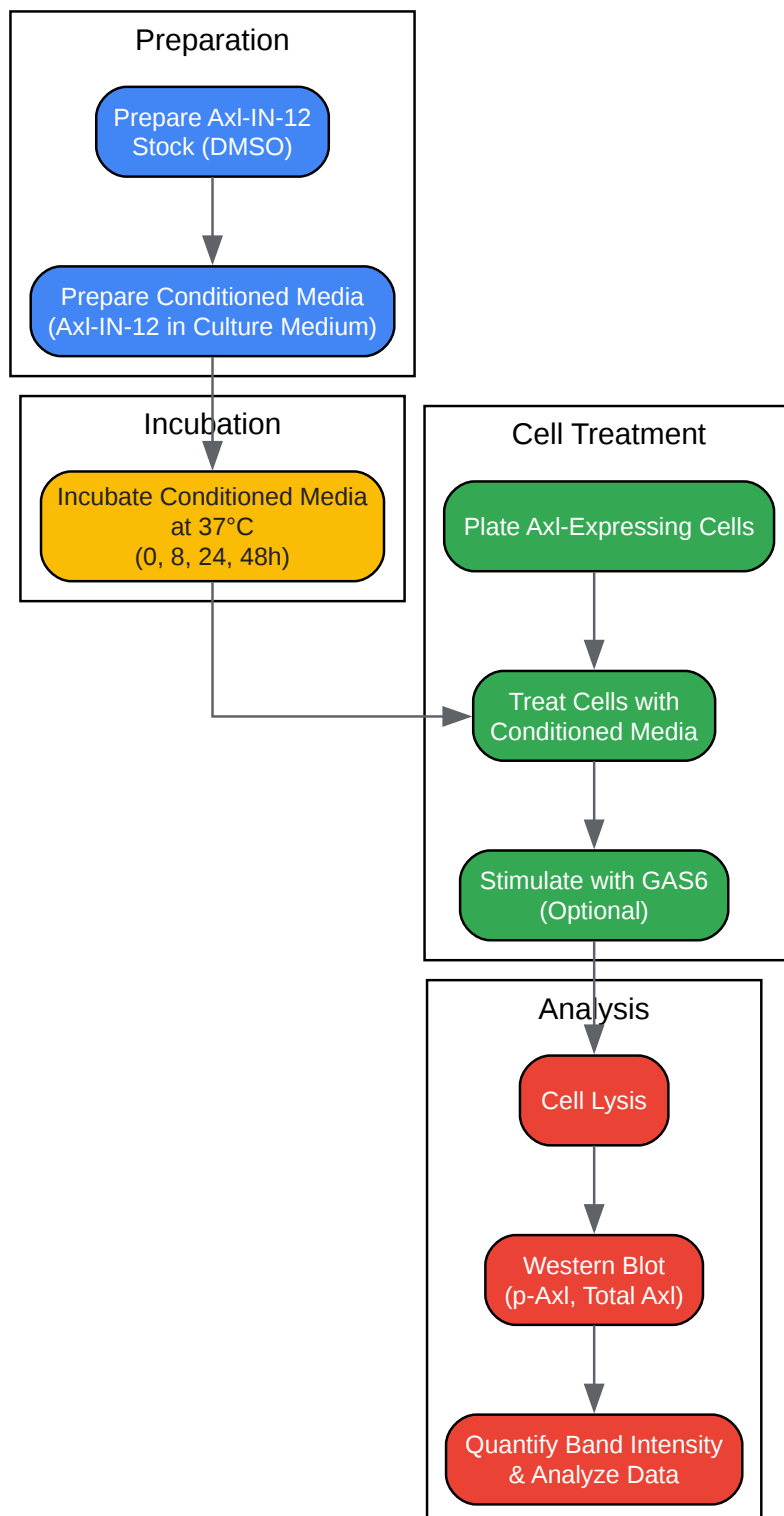 Preparation
Prepare Axl-IN-12
Stock (DMSO)
Prepare Conditioned Media
(Axl-IN-12 in Culture Medium)
Incubation
Incubate Conditioned Media
at 37°C
(0, 8, 24, 48h)
Cell Treatment
Plate Axl-Expressing Cells
Treat Cells with
Conditioned Media
Stimulate with GAS6
(Optional)
Analysis
Cell Lysis
Western Blot
(p-Axl, Total Axl)
Quantify Band Intensity
& Analyze Data